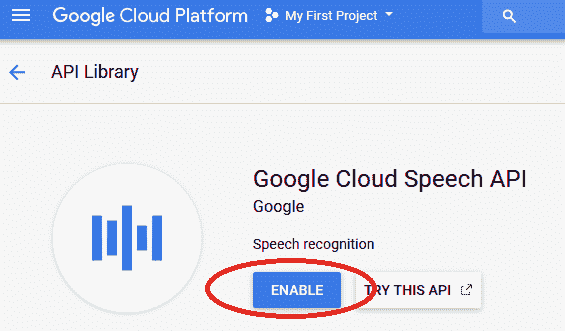 Google Cloud Platform My First Project
API Library
Google Cloud Speech API
Google
Speech recognition
ENABLE TRY THIS API